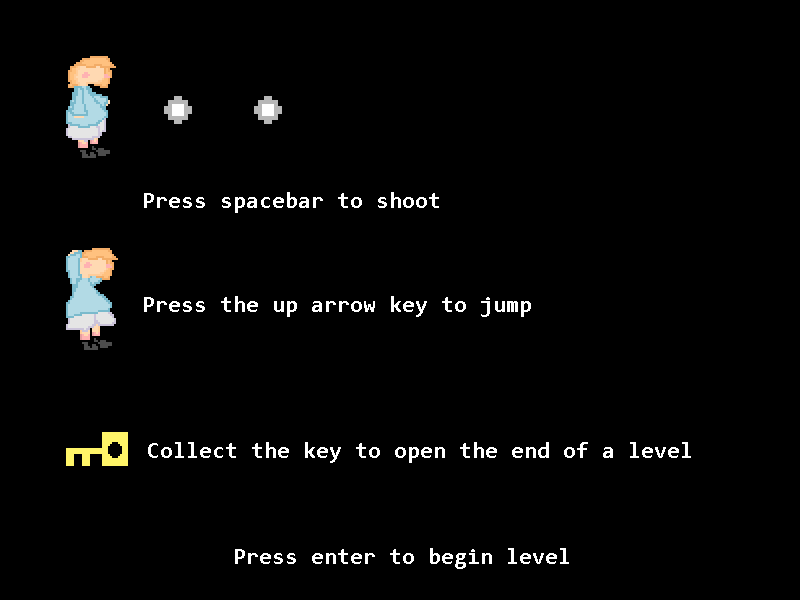 Press spacebar to shoot
Press the up arrow key to jump
Collect the key to open the end of a level
Press enter to begin level